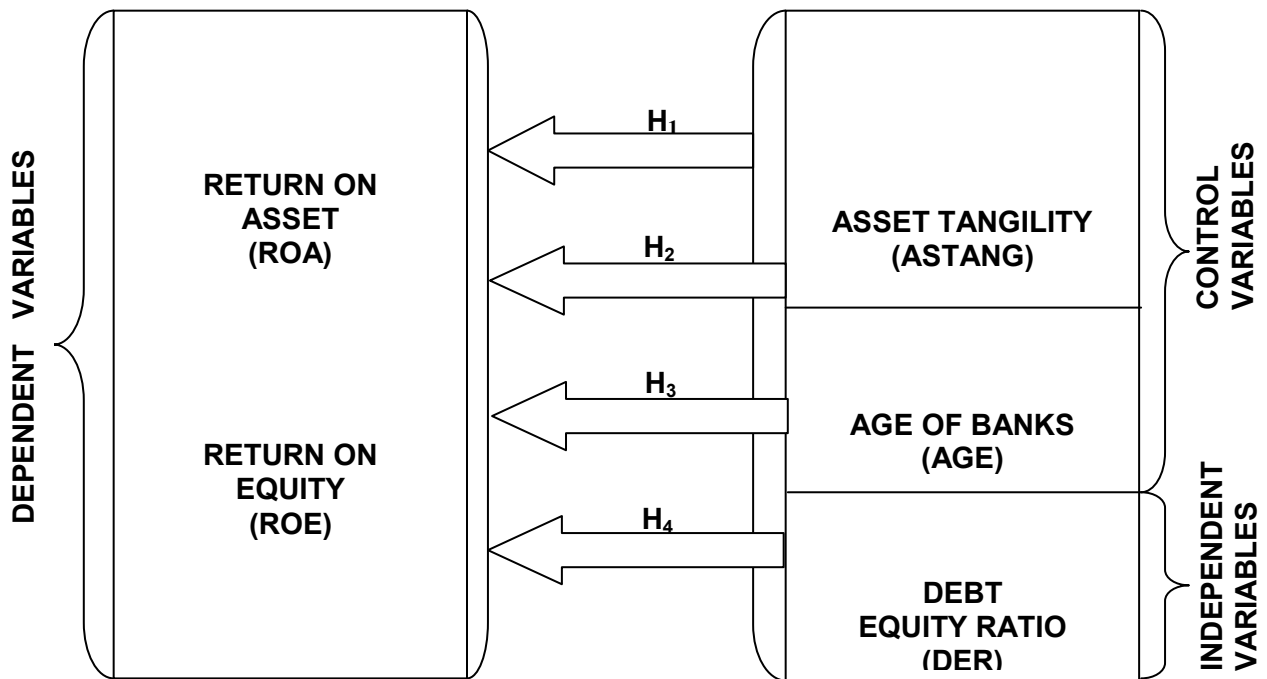 DEPENDENT VARIABLES
RETURN ON
ASSET
(ROA)
RETURN ON
EQUITY
(ROE)
H₁
H₂
H₃
H₄
ASSET TANGILITY
(ASTANG)
AGE OF BANKS
(AGE)
DEBT
EQUITY RATIO
(DER)
CONTROL
VARIABLES
INDEPENDENT
VARIABLES